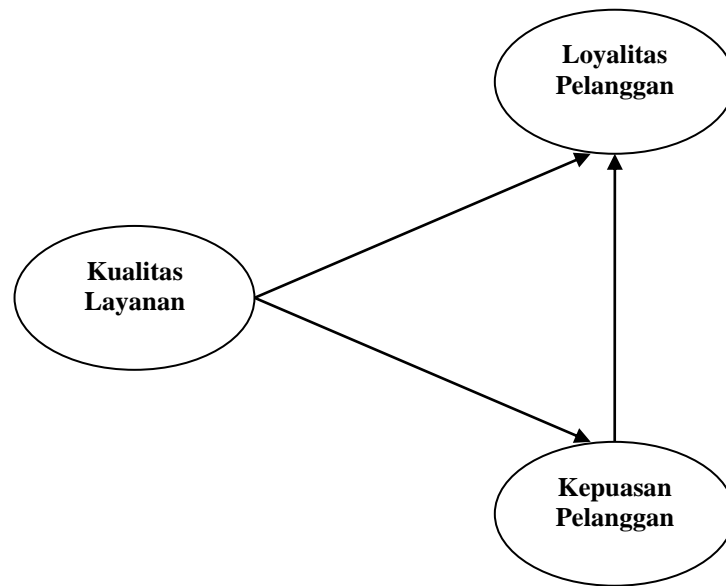 Loyalitas
Pelanggan
Kualitas
Layanan
Kepuasan
Pelanggan